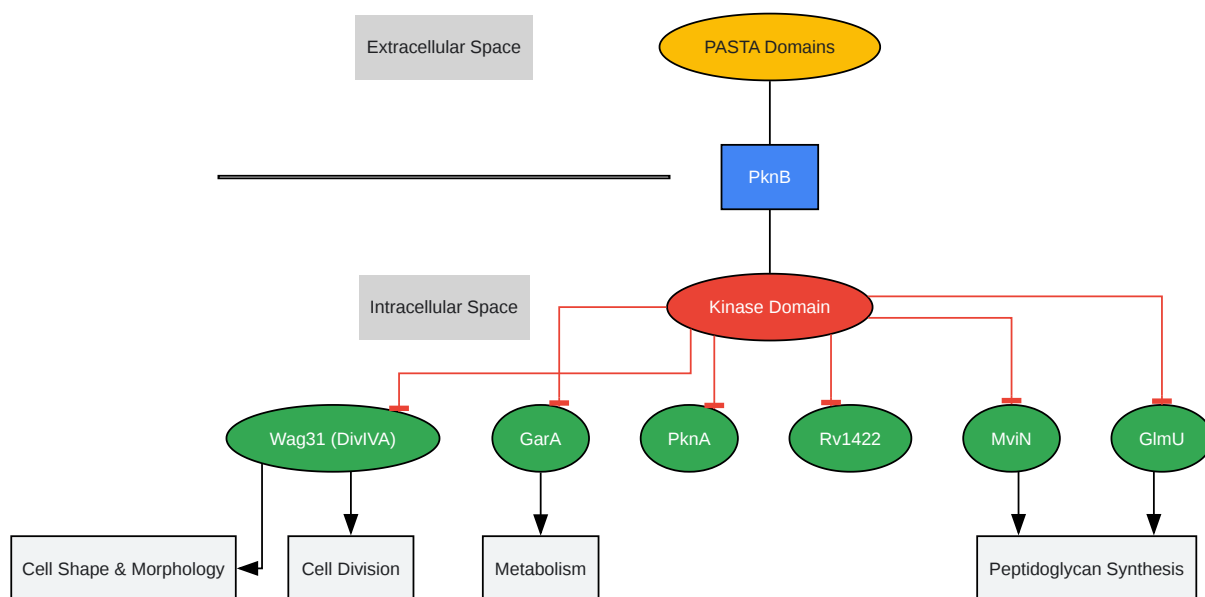 Extracellular Space
PASTA Domains
PknB
Intracellular Space
Kinase Domain
Wag31 (DivIVA)
GarA
PknA
Rv1422
MviN
GlmU
Cell Shape & Morphology
Cell Division
Metabolism
Peptidoglycan Synthesis